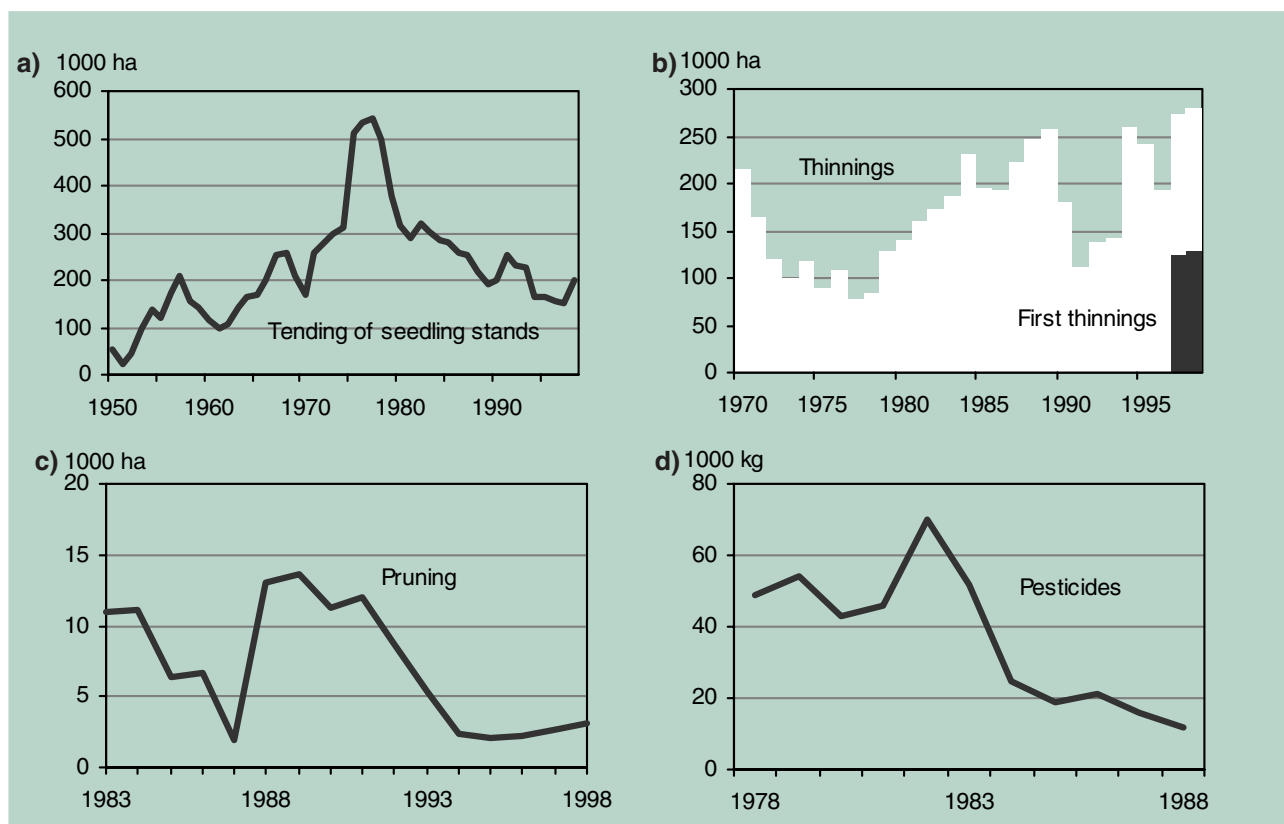 a) 1000 ha
600
500
400
300
200
100
0
Tending of seedling stands
1950 1960 1970 1980 1990
b) 1000 ha
300
250
200
150
100
50
0
Thinnings
First thinnings
1970 1975 1980 1985 1990 1995
c) 1000 ha
20
15
10
5
0
Pruning
1983 1988 1993 1998
d) 1000 kg
80
60
40
20
0
Pesticides
1978 1983 1988